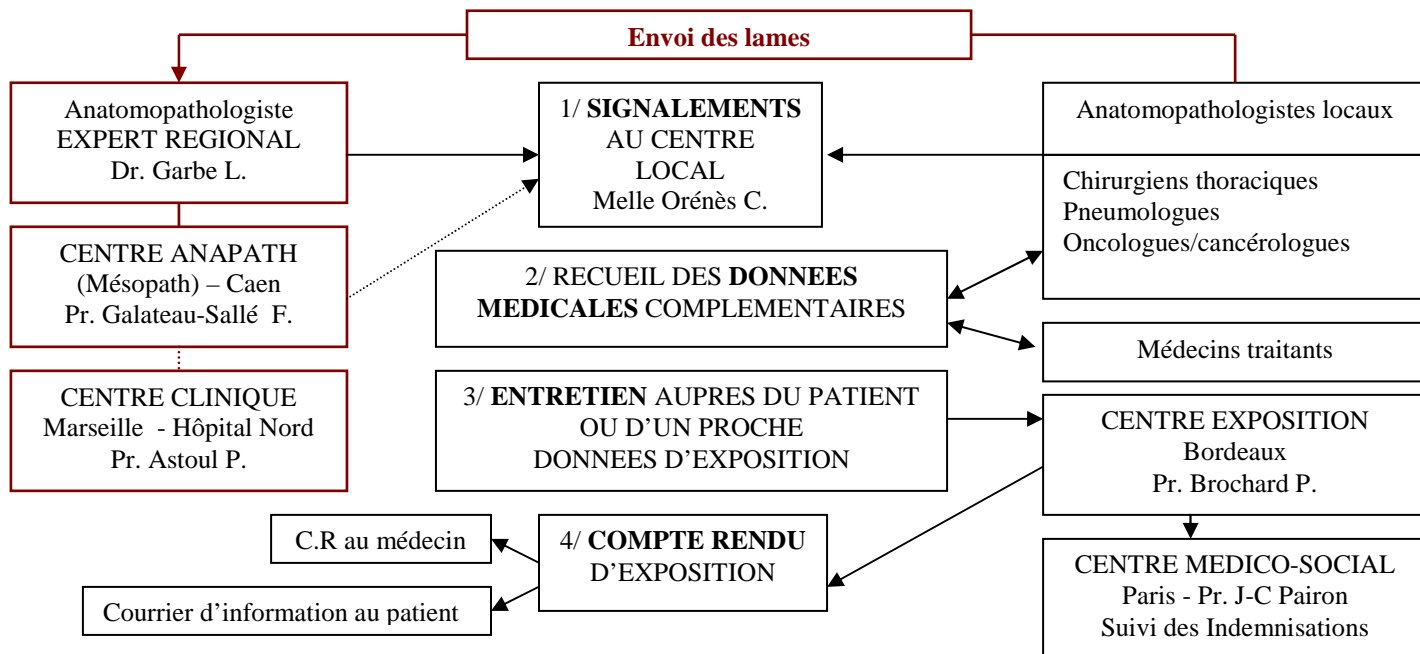 Envoi des lames
Anatomopathologiste
EXPERT REGIONAL
Dr. Garbe L.
1/ SIGNALEMENTS
AU CENTRE
LOCAL
Melle Orénès C.
Anatomopathologistes locaux
Chirurgiens thoraciques
Pneumologues
Oncologues/cancérologues
CENTRE ANAPATH
(Mésopath) – Caen
Pr. Galateau-Sallé F.
2/ RECUEIL DES DONNEES
MEDICALES COMPLEMENTAIRES
Médecins traitants
CENTRE CLINIQUE
Marseille - Hôpital Nord
Pr. Astoul P.
3/ ENTRETIEN AUPRES DU PATIENT
OU D’UN PROCHE
DONNEES D’EXPOSITION
CENTRE EXPOSITION
Bordeaux
Pr. Brochard P.
C.R au médecin
4/ COMPTE RENDU
D’EXPOSITION
Courrier d’information au patient
CENTRE MEDICO-SOCIAL
Paris - Pr. J-C Pairon
Suivi des Indemnisations